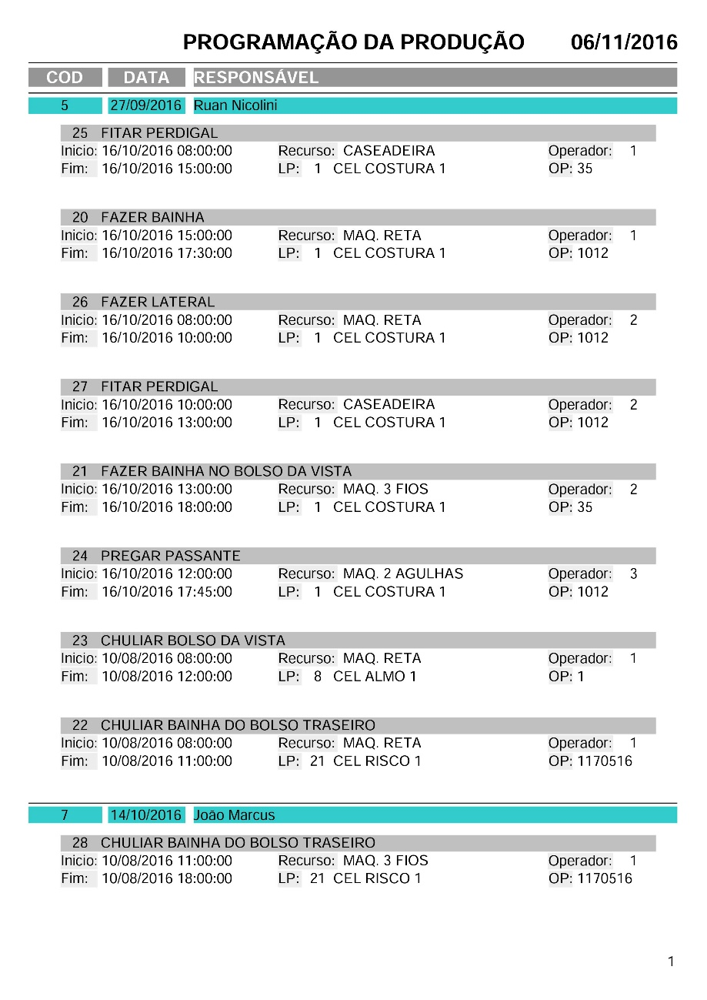 PROGRAMAÇÃO DA PRODUÇÃO 06/11/2016
COD DATA RESPONSÁVEL
5 27/09/2016 Ruan Nicolini
25 FITAR PERDIGAL
Inicio: 16/10/2016 08:00:00 Recurso: CASEADEIRA Operador: 1
Fim: 16/10/2016 15:00:00 LP: 1 CEL COSTURA 1 OP: 35
20 FAZER BAINHA
Inicio: 16/10/2016 15:00:00 Recurso: MAQ. RETA Operador: 1
Fim: 16/10/2016 17:30:00 LP: 1 CEL COSTURA 1 OP: 1012
26 FAZER LATERAL
Inicio: 16/10/2016 08:00:00 Recurso: MAQ. RETA Operador: 2
Fim: 16/10/2016 10:00:00 LP: 1 CEL COSTURA 1 OP: 1012
27 FITAR PERDIGAL
Inicio: 16/10/2016 10:00:00 Recurso: CASEADEIRA Operador: 2
Fim: 16/10/2016 13:00:00 LP: 1 CEL COSTURA 1 OP: 1012
21 FAZER BAINHA NO BOLSO DA VISTA
Inicio: 16/10/2016 13:00:00 Recurso: MAQ. 3 FIOS Operador: 2
Fim: 16/10/2016 18:00:00 LP: 1 CEL COSTURA 1 OP: 35
24 PREGAR PASSANTE
Inicio: 16/10/2016 12:00:00 Recurso: MAQ. 2 AGULHAS Operador: 3
Fim: 16/10/2016 17:45:00 LP: 1 CEL COSTURA 1 OP: 1012
23 CHULIAR BOLSO DA VISTA
Inicio: 10/08/2016 08:00:00 Recurso: MAQ. RETA Operador: 1
Fim: 10/08/2016 12:00:00 LP: 8 CEL ALMO 1 OP: 1
22 CHULIAR BAINHA DO BOLSO TRASEIRO
Inicio: 10/08/2016 08:00:00 Recurso: MAQ. RETA Operador: 1
Fim: 10/08/2016 11:00:00 LP: 21 CEL RISCO 1 OP: 1170516
7 14/10/2016 João Marcus
28 CHULIAR BAINHA DO BOLSO TRASEIRO
Inicio: 10/08/2016 11:00:00 Recurso: MAQ. 3 FIOS Operador: 1
Fim: 10/08/2016 18:00:00 LP: 21 CEL RISCO 1 OP: 1170516
1